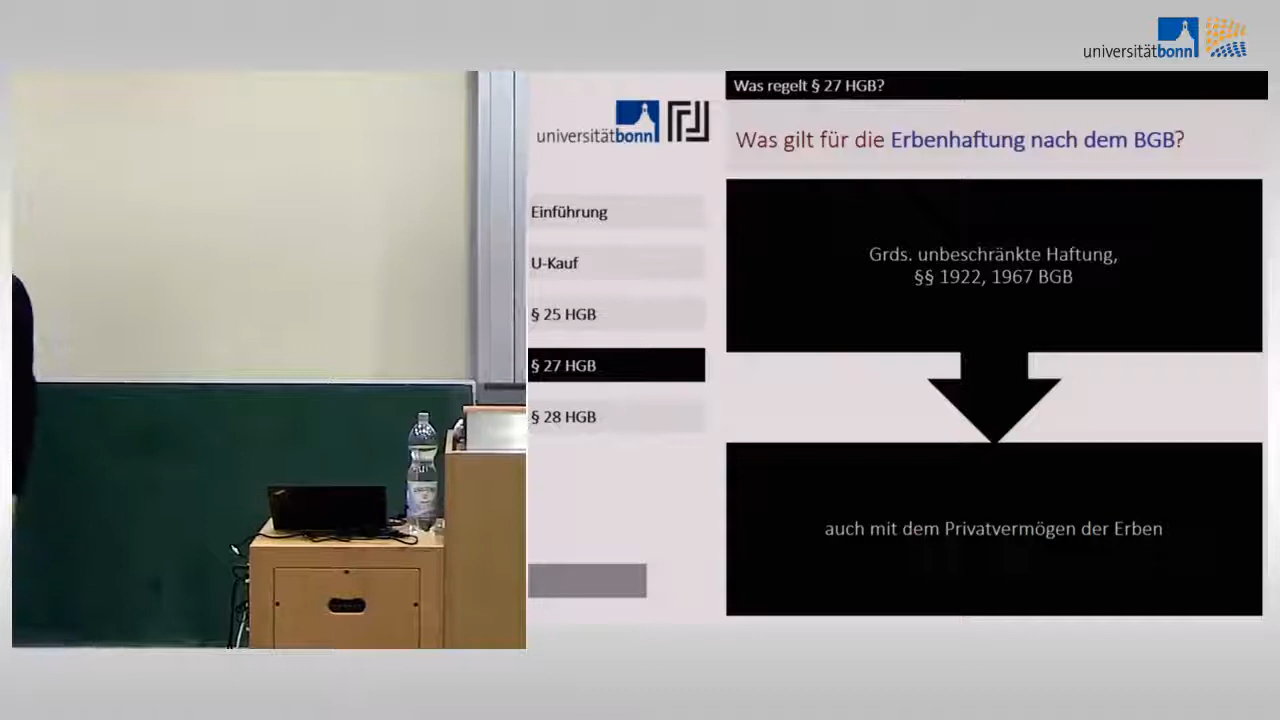 universitätbonn
Was regelt § 27 HGB?
universitätbonn
Was gilt für die Erbenhaftung nach dem BGB?
Einführung
U-Kauf
§ 25 HGB
§ 27 HGB
§ 28 HGB
Grds. unbeschränkte Haftung,
§§ 1922, 1967 BGB
auch mit dem Privatvermögen der Erben